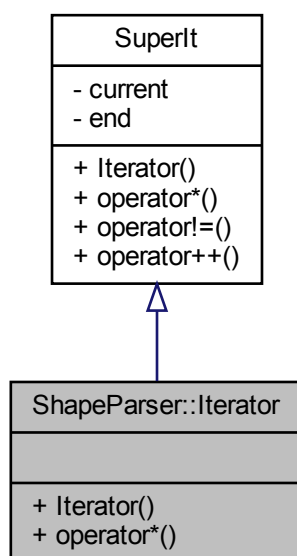 SuperIt
- current
- end
+ Iterator()
+ operator*()
+ operator!=()
+ operator++()
ShapeParser::Iterator
+ Iterator()
+ operator*()